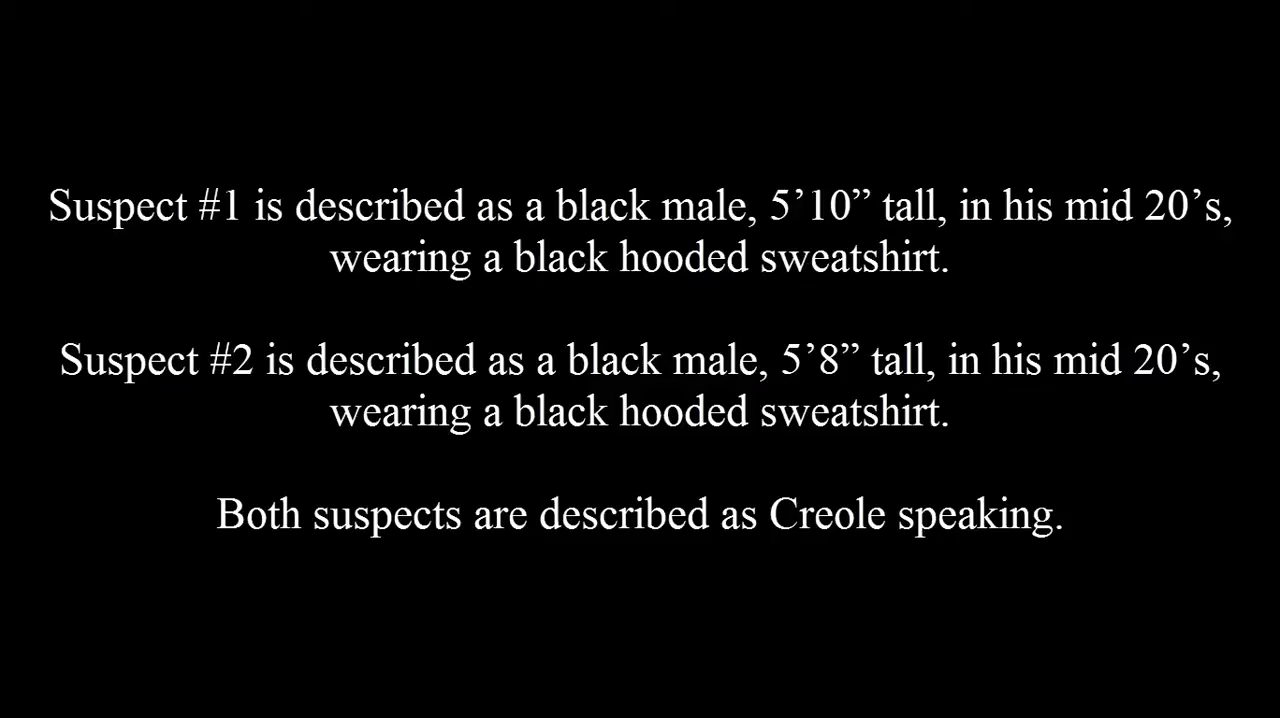 Suspect #1 is described as a black male, 5’10” tall, in his mid 20’s,
wearing a black hooded sweatshirt.
Suspect #2 is described as a black male, 5’8” tall, in his mid 20’s,
wearing a black hooded sweatshirt.
Both suspects are described as Creole speaking.